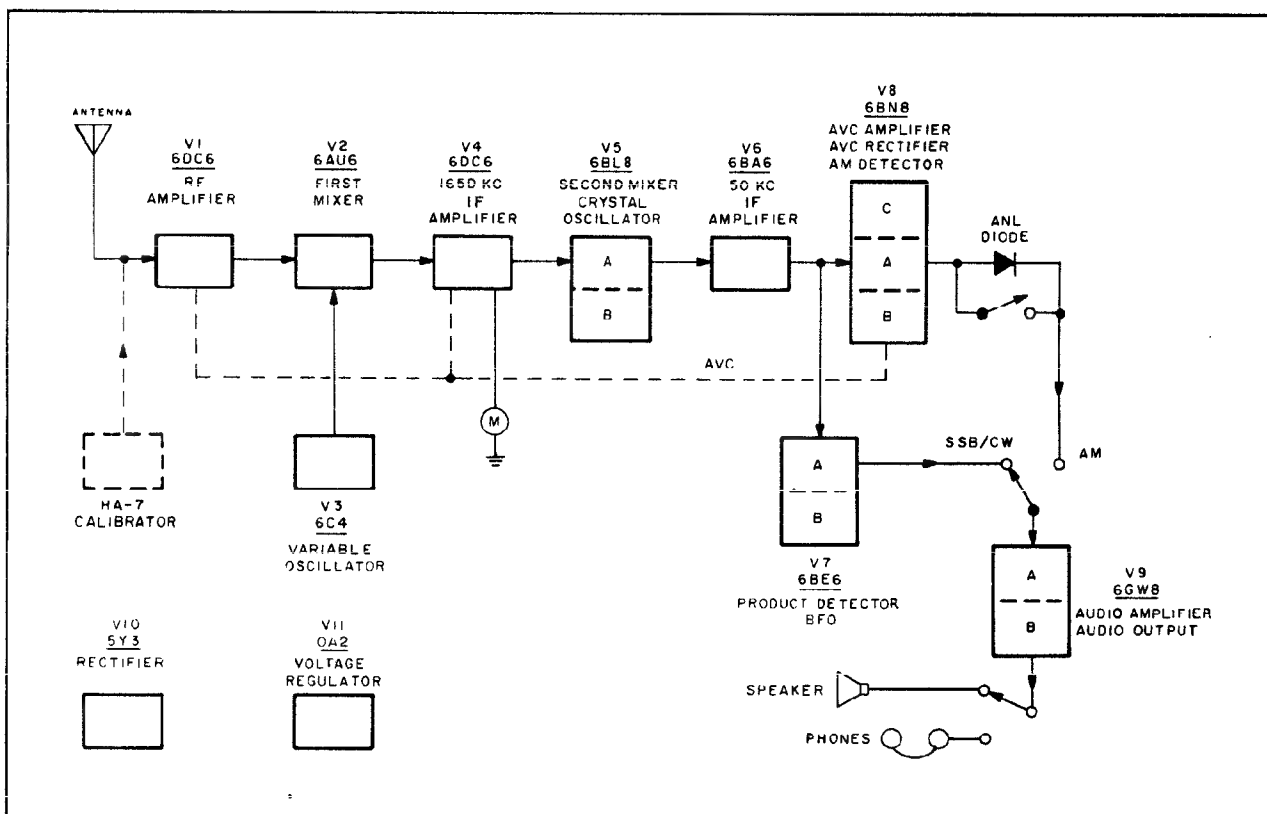 ANTENNA
V1
6DC6
RF
AMPLIFIER
V2
6AU6
FIRST
MIXER
V4
6DC6
1650 KC
IF
AMPLIFIER
V5
6BL8
SECOND MIXER
CRYSTAL
OSCILLATOR
A
B
V6
6BA6
50 KC
IF
AMPLIFIER
V8
6BN8
AVC AMPLIFIER
AVC RECTIFIER
AM DETECTOR
C
A
B
ANL
DIODE
AVC
M
HA-7
CALIBRATOR
V3
6C4
VARIABLE
OSCILLATOR
A
B
V7
6BE6
PRODUCT DETECTOR
BFO
SSB/CW
AM
A
B
V9
6GW8
AUDIO AMPLIFIER
AUDIO OUTPUT
V10
5Y3
RECTIFIER
V11
OA2
VOLTAGE
REGULATOR
SPEAKER
PHONES